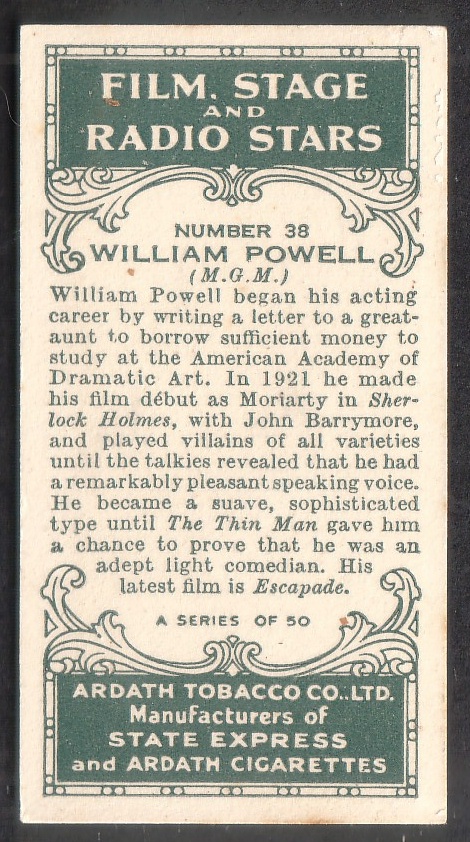 FILM, STAGE
AND
RADIO STARS
NUMBER 38
WILLIAM POWELL
(M.G.M.)
William Powell began his acting
career by writing a letter to a great-
aunt to borrow sufficient money to
study at the American Academy of
Dramatic Art. In 1921 he made
his film début as Moriarty in Sher-
lock Holmes, with John Barrymore,
and played villains of all varieties
until the talkies revealed that he had
a remarkably pleasant speaking voice.
He became a suave, sophisticated
type until The Thin Man gave him
a chance to prove that he was an
adept light comedian. His
latest film is Escapade.
A SERIES OF 50
ARDATH TOBACCO CO., LTD.
Manufacturers of
STATE EXPRESS
and ARDATH CIGARETTES